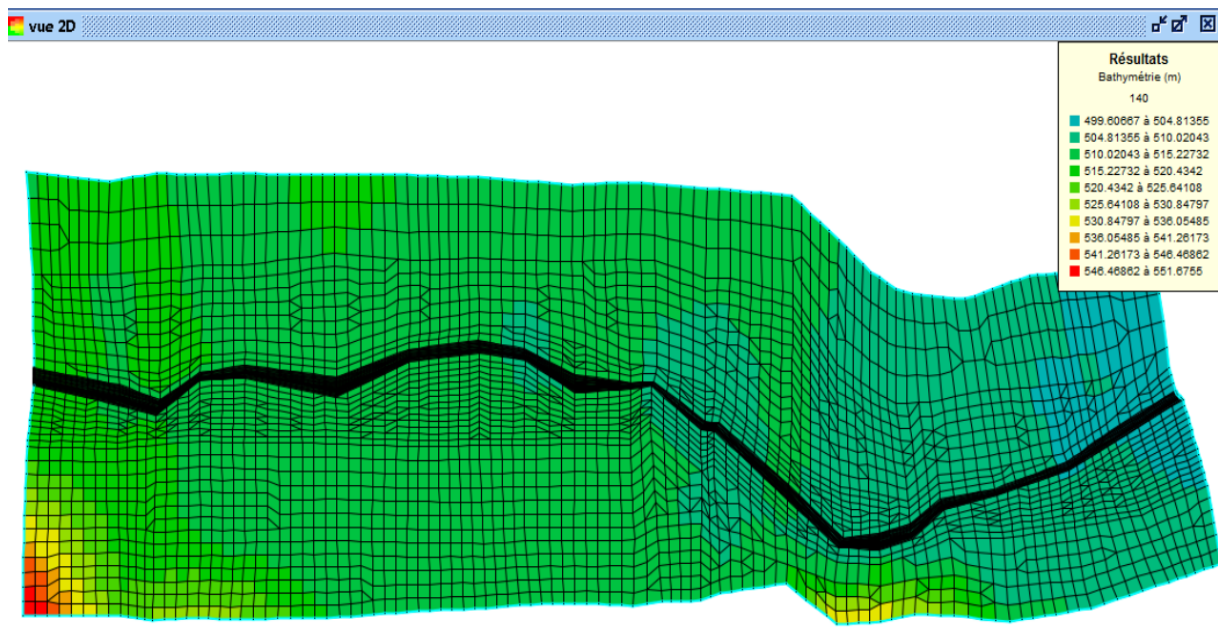 vue 2D
Résultats
Bathymétrie (m)
140
499.60667 à 504.81355
504.81355 à 510.02043
510.02043 à 515.22732
515.22732 à 520.4342
520.4342 à 525.64108
525.64108 à 530.84797
530.84797 à 536.05485
536.05485 à 541.26173
541.26173 à 546.46862
546.46862 à 551.6755